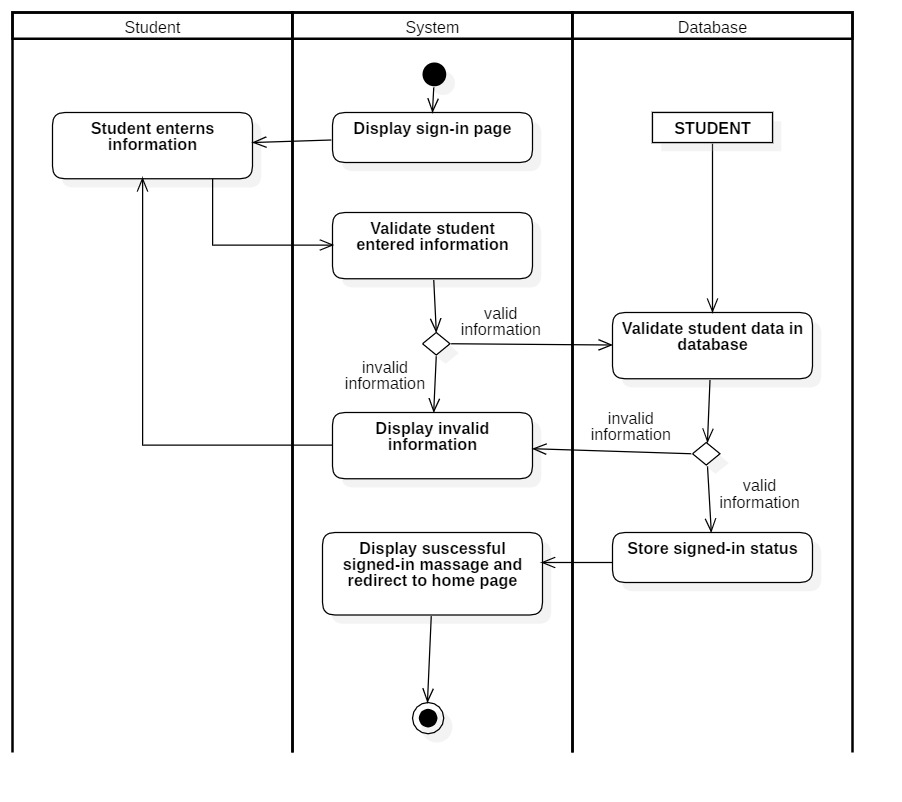 Student
System
Database
Student enterns
information
Display sign-in page
STUDENT
Validate student
entered information
valid
information
Validate student data in
database
invalid
information
Display invalid
information
invalid
information
valid
information
Display suscessful
signed-in massage and
redirect to home page
Store signed-in status